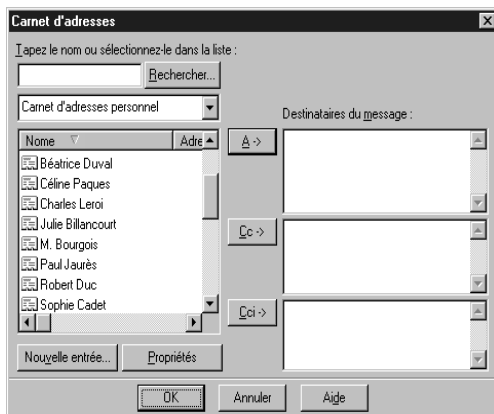 Carnet d'adresses
Tapez le nom ou sélectionnez-le dans la liste :
Rechercher...
Carnet d'adresses personnel
Destinataires du message :
Nome Adre
A ->
Béatrice Duval
Céline Paques
Charles Leroi
Julie Billancourt
Cc ->
M. Bourgois
Paul Jaurès
Robert Duc
Sophie Cadet
Cci ->
Nouvelle entrée... Propriétés
OK Annuler Aide